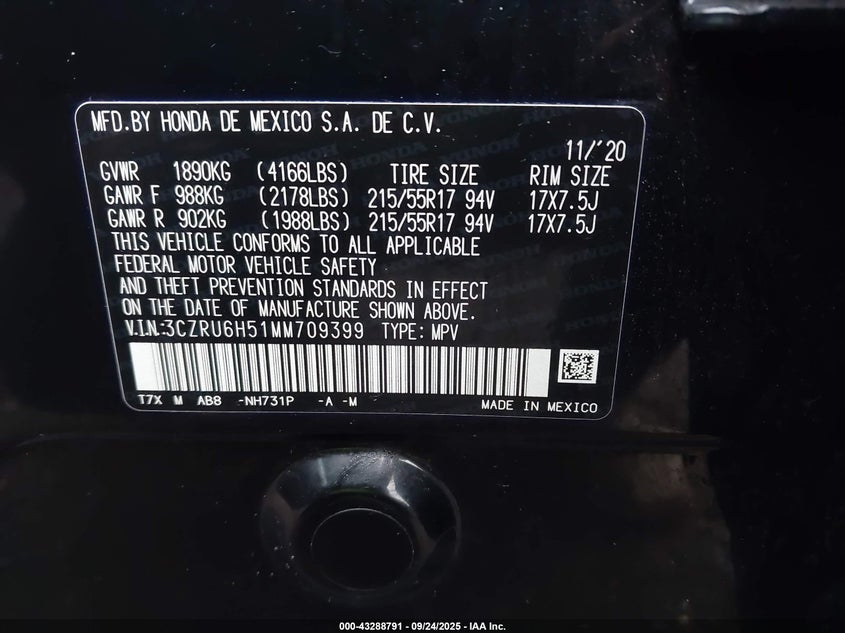 MFD.BY HONDA DE MEXICO S.A. DE C.V.
11/'20
GVWR 1890KG (4166LBS) TIRE SIZE RIM SIZE
GAWR F 988KG (2178LBS) 215/55R17 94V 17X7.5J
GAWR R 902KG (1988LBS) 215/55R17 94V 17X7.5J
THIS VEHICLE CONFORMS TO ALL APPLICABLE
FEDERAL MOTOR VEHICLE SAFETY
AND THEFT PREVENTION STANDARDS IN EFFECT
ON THE DATE OF MANUFACTURE SHOWN ABOVE.
V.I.N:3CZRU6H51MM709399 TYPE: MPV
T7X M AB8 -NH731P -A -M MADE IN MEXICO
000-43288791 - 09/24/2025 - IAA Inc.